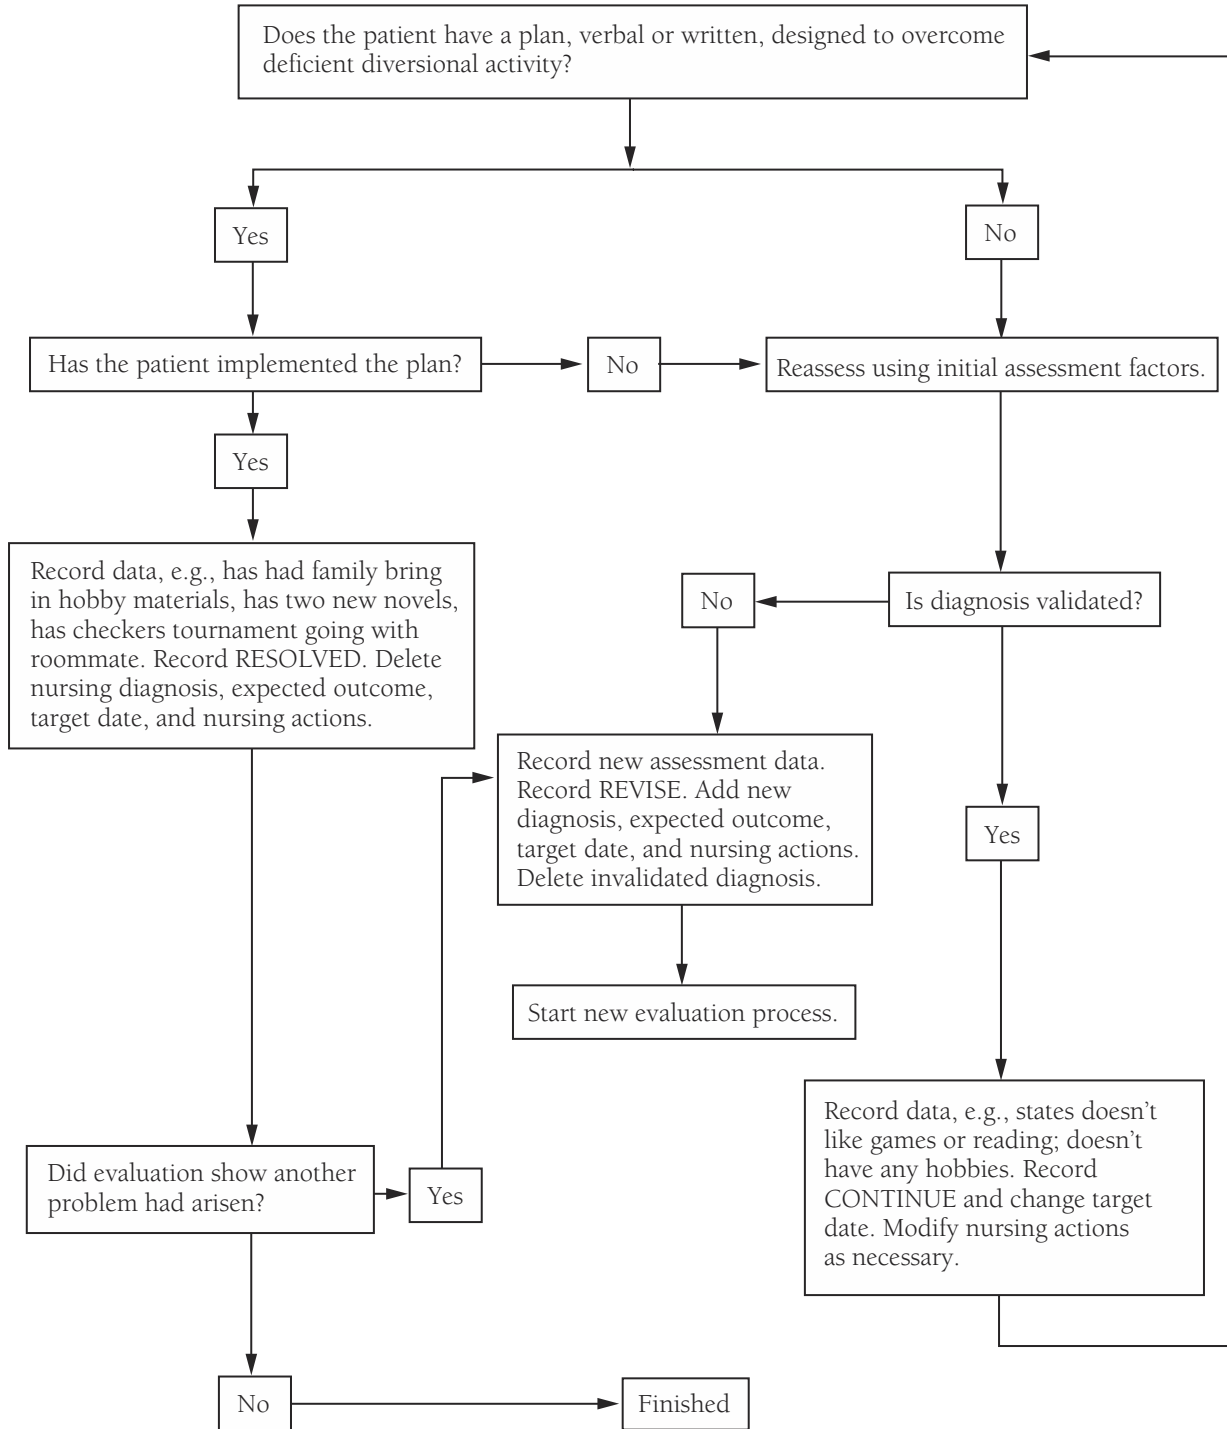 Does the patient have a plan, verbal or written, designed to overcome
deficient diversional activity?
Yes
No
Has the patient implemented the plan?
No
Reassess using initial assessment factors.
Yes
Record data, e.g., has had family bring
in hobby materials, has two new novels,
has checkers tournament going with
roommate. Record RESOLVED. Delete
nursing diagnosis, expected outcome,
target date, and nursing actions.
No
Is diagnosis validated?
Record new assessment data.
Record REVISE. Add new
diagnosis, expected outcome,
target date, and nursing actions.
Delete invalidated diagnosis.
Yes
Start new evaluation process.
Record data, e.g., states doesn’t
like games or reading; doesn’t
have any hobbies. Record
CONTINUE and change target
date. Modify nursing actions
as necessary.
Did evaluation show another
problem had arisen?
Yes
No
Finished